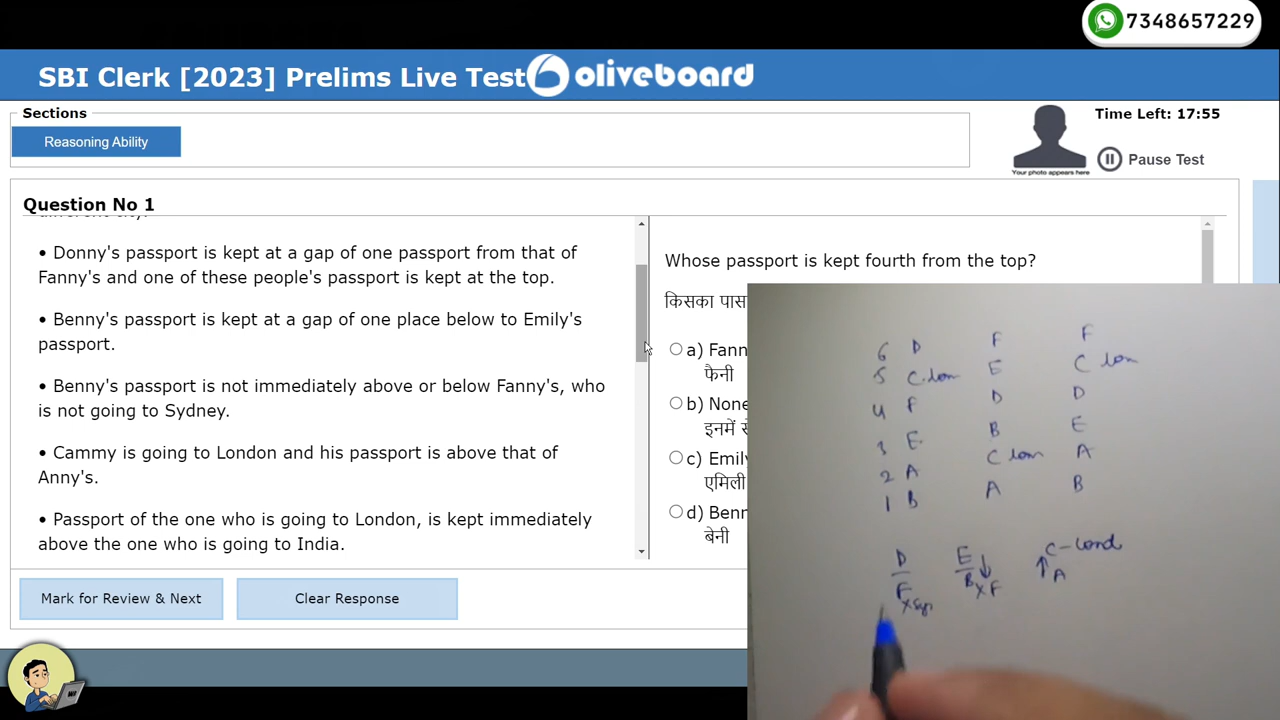 7348657229
SBI Clerk [2023] Prelims Live Test oliveboard
Sections
Reasoning Ability
Time Left: 17:55
Pause Test
Your photo appears here
Question No 1
different city.
• Donny's passport is kept at a gap of one passport from that of
Fanny's and one of these people's passport is kept at the top.
• Benny's passport is kept at a gap of one place below to Emily's
passport.
• Benny's passport is not immediately above or below Fanny's, who
is not going to Sydney.
• Cammy is going to London and his passport is above that of
Anny's.
• Passport of the one who is going to London, is kept immediately
above the one who is going to India.
Whose passport is kept fourth from the top?
किसका पास
a) Fann
फैनी
b) None
इनमें से
c) Emily
एमिली
d) Benn
बेनी
6 D F F
5 C lon E C lon
4 F D D
3 E B E
2 A C lon A
1 B A B
D E C-lond
F B ↓ ↑ A
x Syn x F
Mark for Review & Next
Clear Response